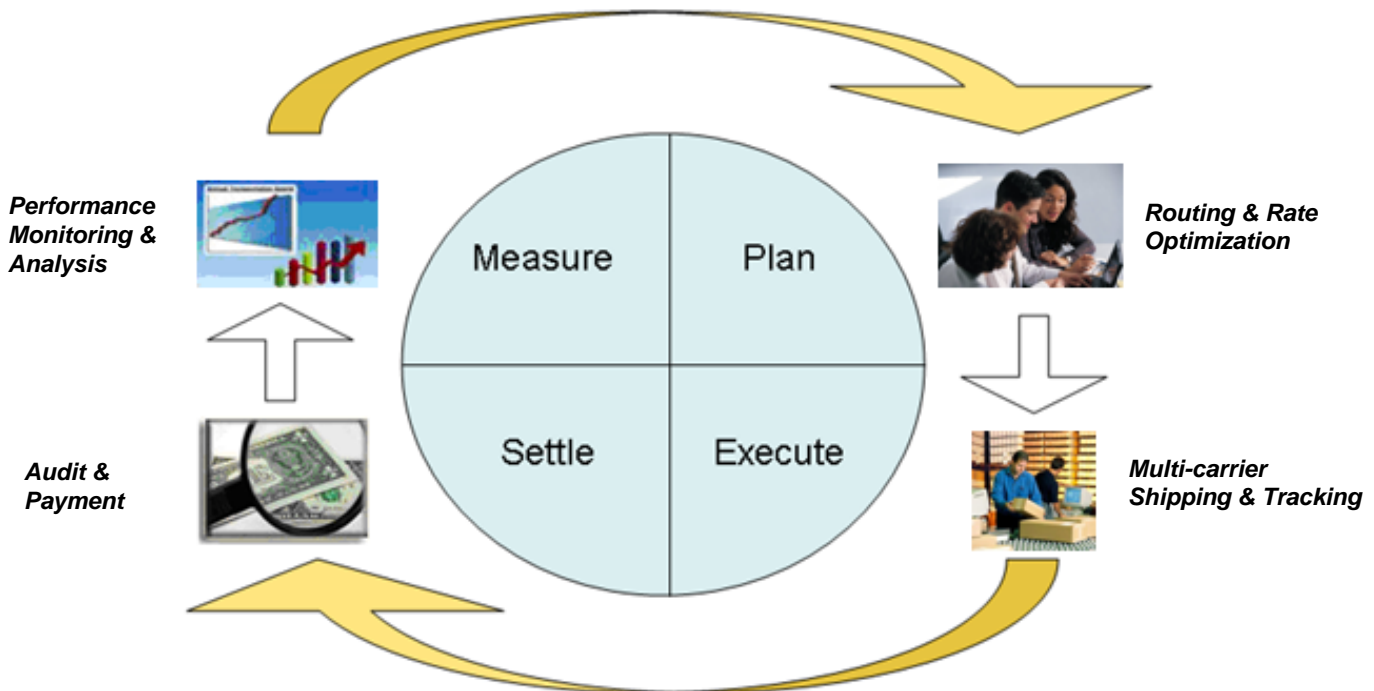 Performance
Monitoring &
Analysis
Measure
Plan
Routing & Rate
Optimization
Audit &
Payment
Settle
Execute
Multi-carrier
Shipping & Tracking